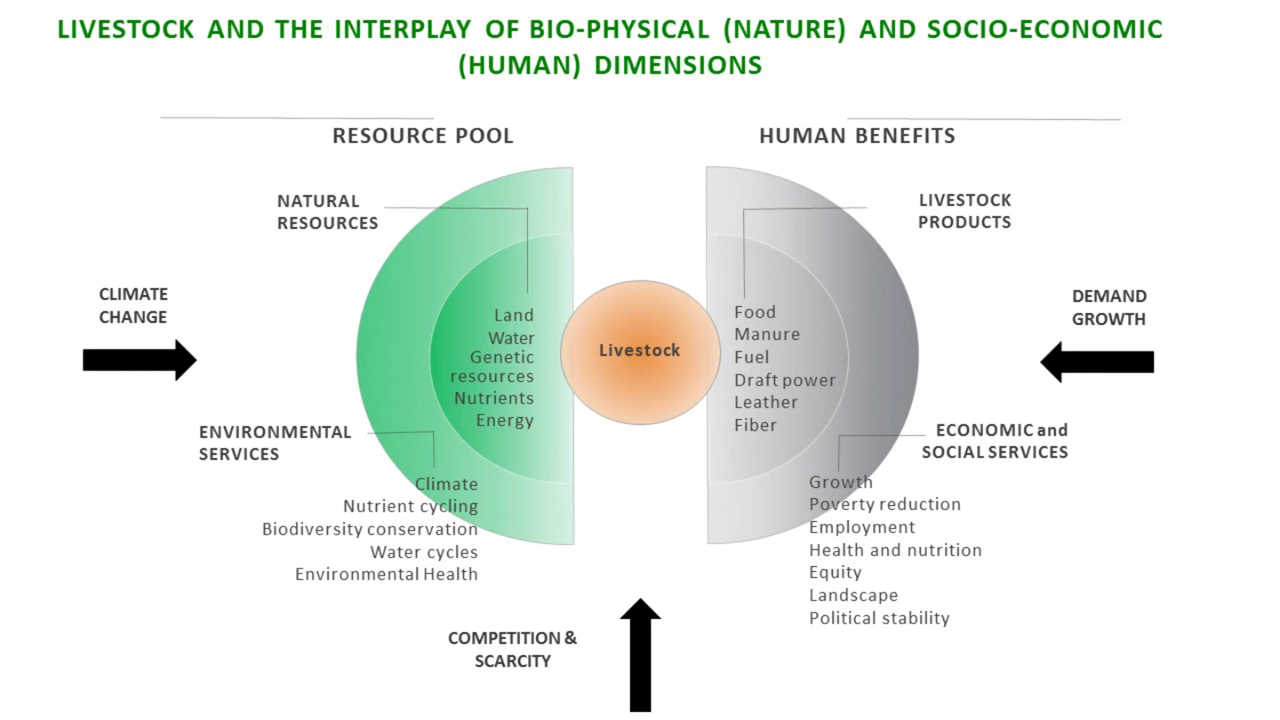 LIVESTOCK AND THE INTERPLAY OF BIO-PHYSICAL (NATURE) AND SOCIO-ECONOMIC
(HUMAN) DIMENSIONS
RESOURCE POOL
HUMAN BENEFITS
NATURAL
RESOURCES
LIVESTOCK
PRODUCTS
CLIMATE
CHANGE
DEMAND
GROWTH
Land
Water
Genetic
resources
Nutrients
Energy
Livestock
Food
Manure
Fuel
Draft power
Leather
Fiber
ENVIRONMENTAL
SERVICES
ECONOMIC and
SOCIAL SERVICES
Climate
Nutrient cycling
Biodiversity conservation
Water cycles
Environmental Health
Growth
Poverty reduction
Employment
Health and nutrition
Equity
Landscape
Political stability
COMPETITION &
SCARCITY